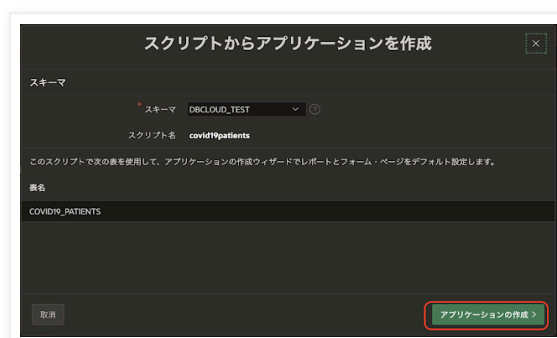 スクリプトからアプリケーションを作成
スキーマ
* スキーマ DBCLOUD_TEST
スクリプト名 covid19patients
このスクリプトで次の表を使用して、アプリケーションの作成ウィザードでレポートとフォーム・ページをデフォルト設定します。
表名
COVID19_PATIENTS
取消 アプリケーションの作成 >